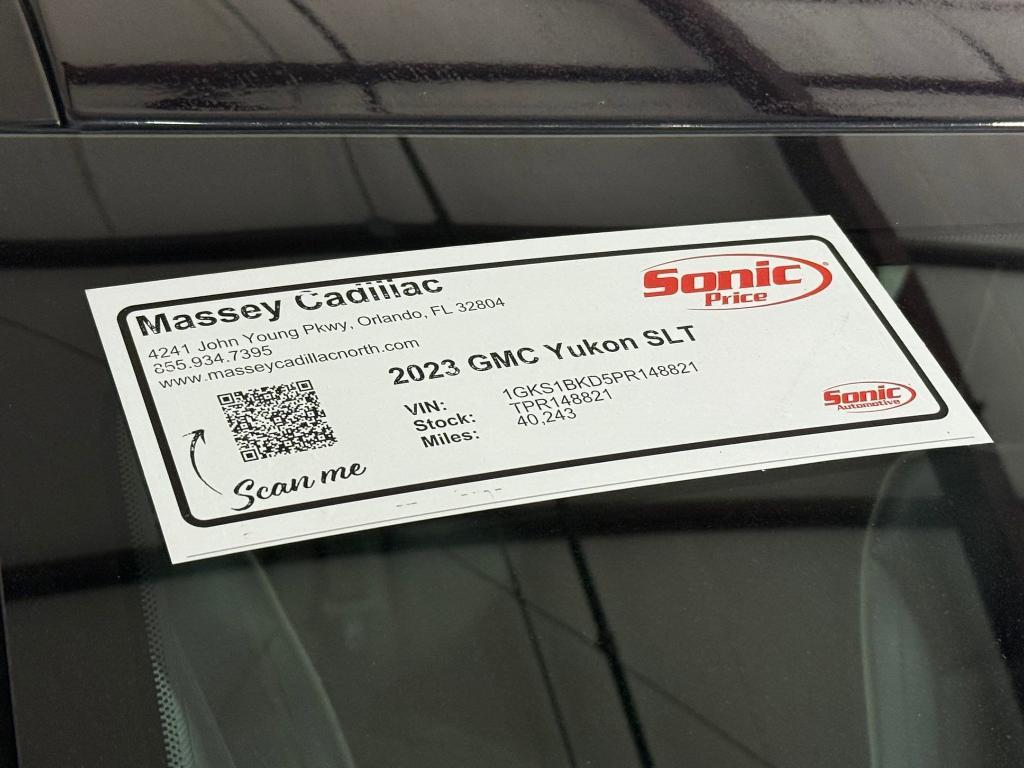 Massey Cadillac
4241 John Young Pkwy, Orlando, FL 32804
855.934.7395
www.masseycadillacnorth.com
Sonic
Price
2023 GMC Yukon SLT
VIN: 1GKS1BKD5PR148821
Stock: TPR148821
Miles: 40,243
Scan me
Sonic
Automotive